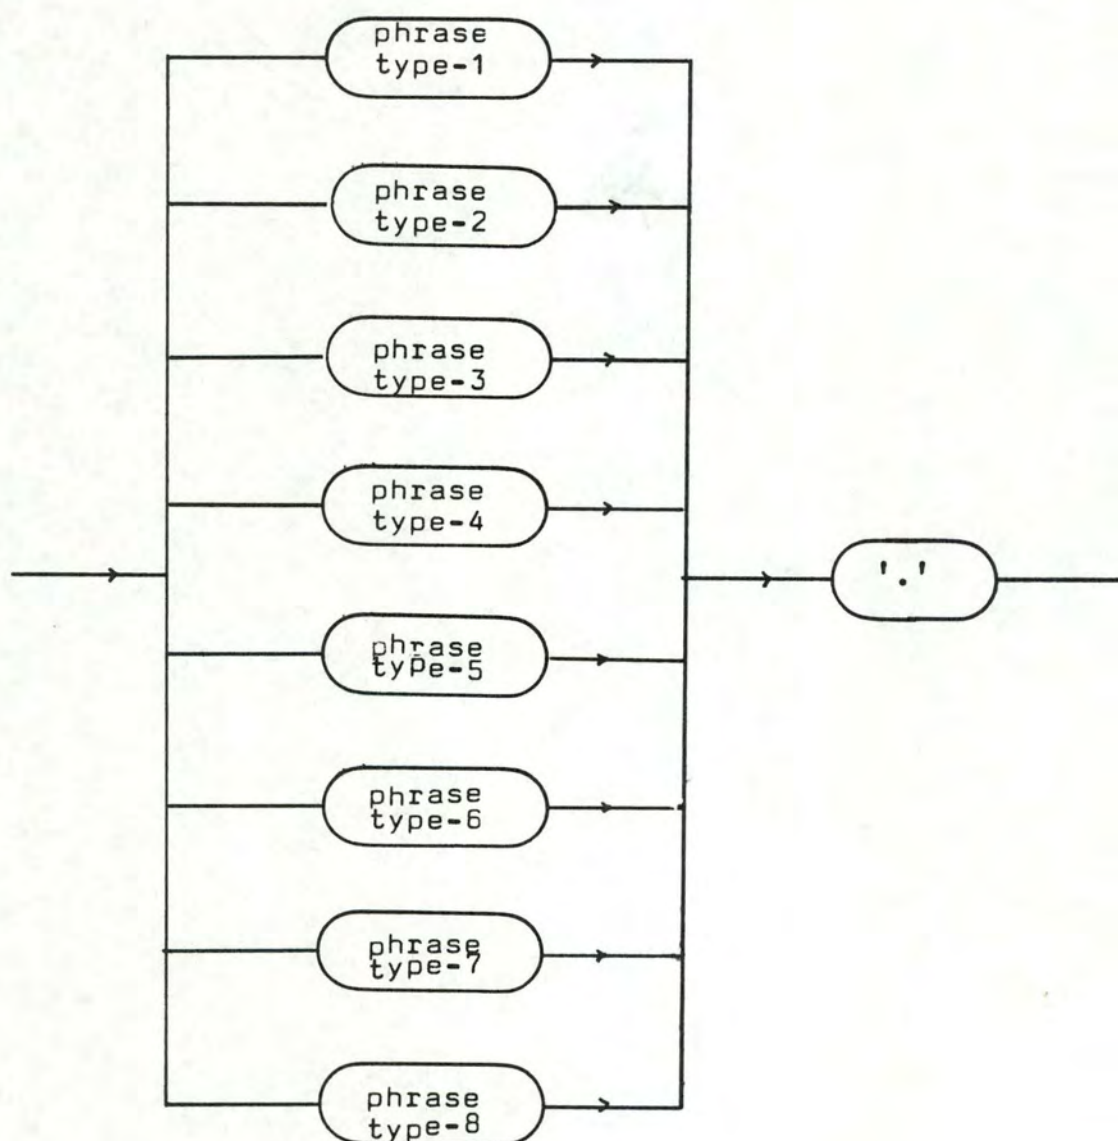 phrase
type-1
phrase
type-2
phrase
type-3
phrase
type-4
'.'
phrase
type-5
phrase
type-6
phrase
type-7
phrase
type-8